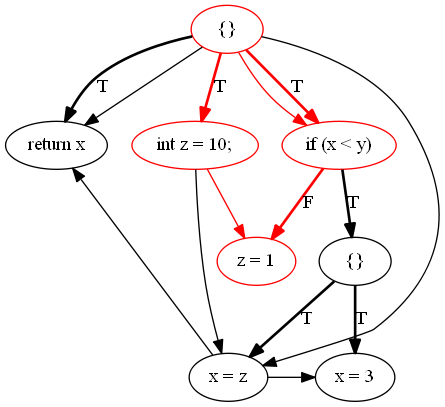 {}
T
T
T
return x
int z = 10;
if (x < y)
F
T
z = 1
{}
T
T
x = z
x = 3